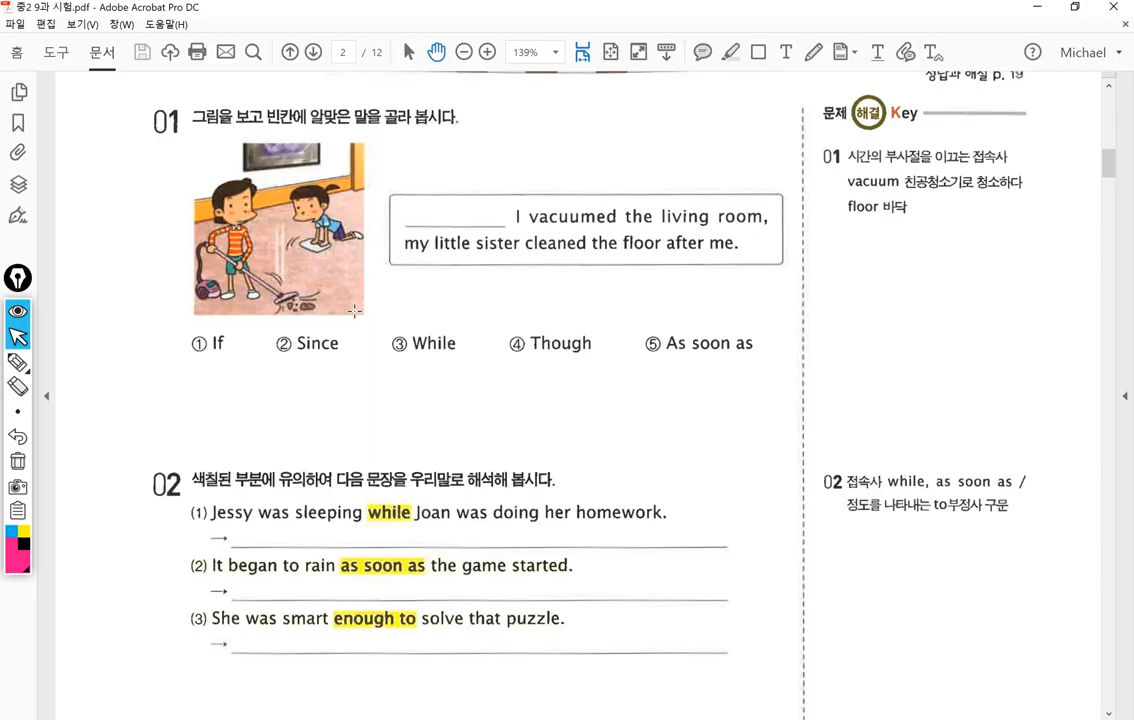 중2 9과 시험.pdf - Adobe Acrobat Pro DC
파일 편집 보기(V) 창(W) 도움말(H)
홈 도구 문서 2 / 12 139% Michael
정답과 해설 p. 19
01 그림을 보고 빈칸에 알맞은 말을 골라 봅시다.
I vacuumed the living room,
my little sister cleaned the floor after me.
① If ② Since ③ While ④ Though ⑤ As soon as
문제 해결 Key
01 시간의 부사절을 이끄는 접속사
vacuum 진공청소기로 청소하다
floor 바닥
02 색칠된 부분에 유의하여 다음 문장을 우리말로 해석해 봅시다.
(1) Jessy was sleeping while Joan was doing her homework.
→
(2) It began to rain as soon as the game started.
→
(3) She was smart enough to solve that puzzle.
→
02 접속사 while, as soon as /
정도를 나타내는 to부정사 구문